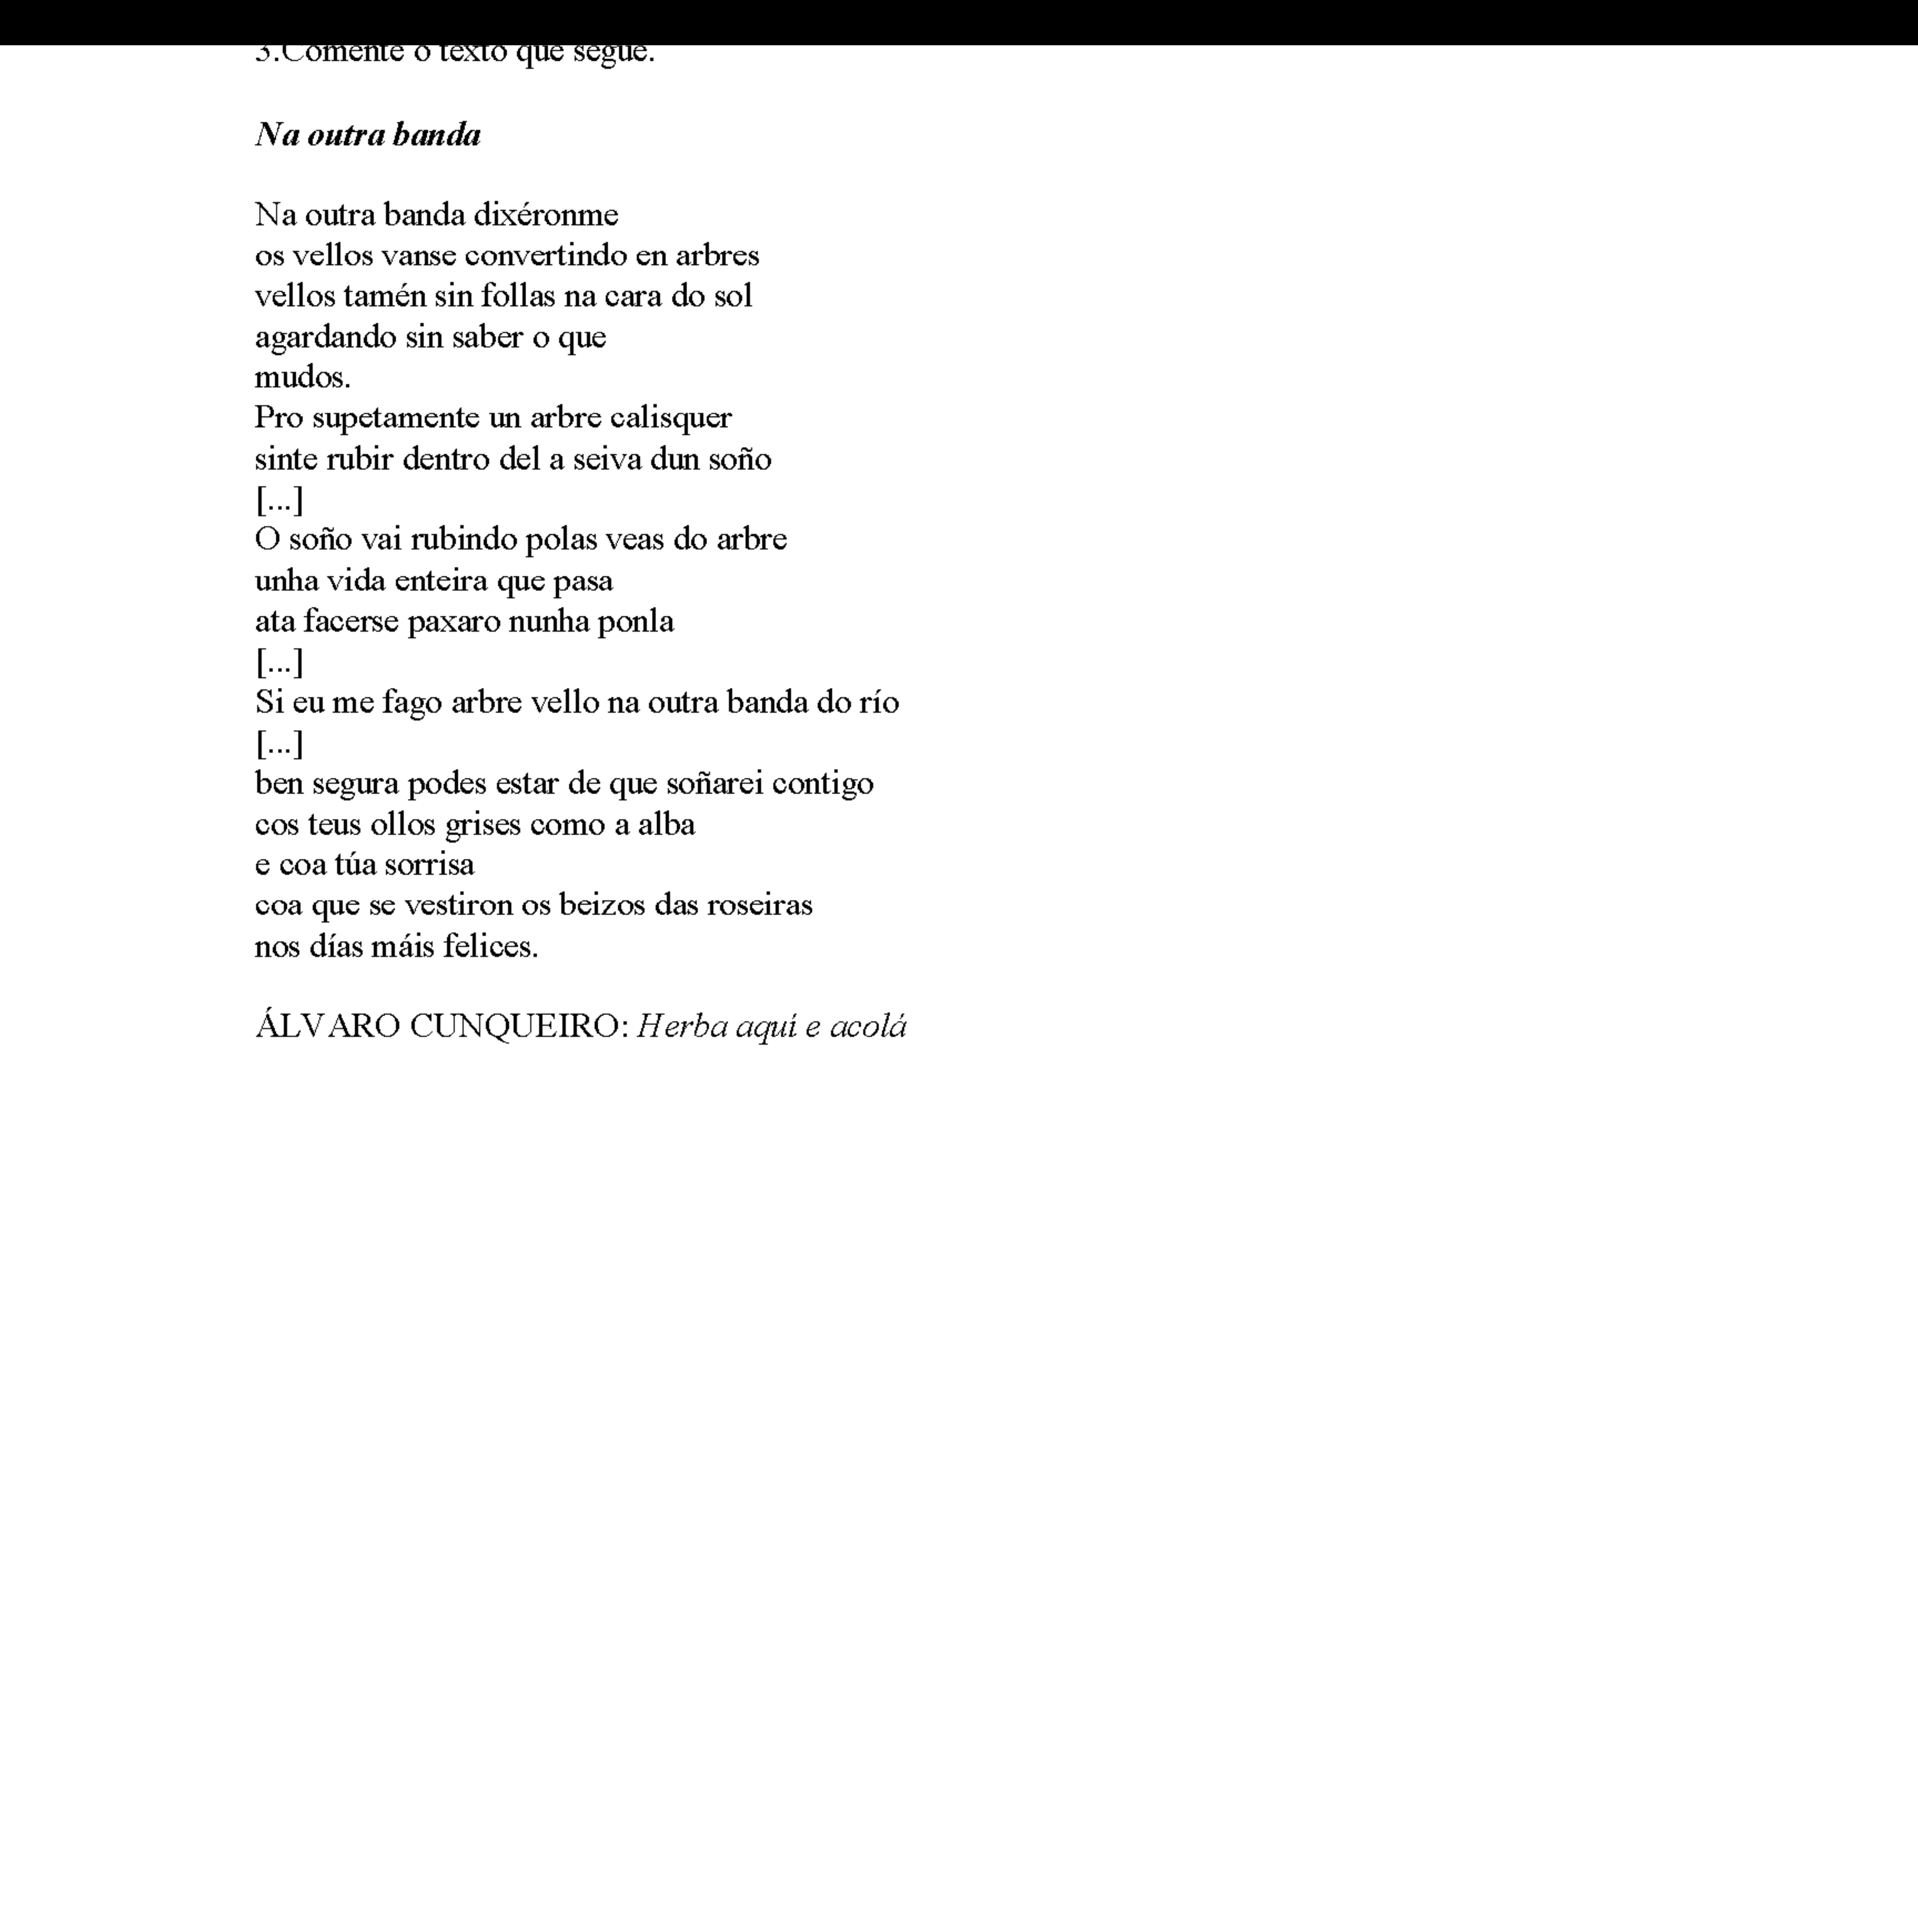 3.Comente o texto que segue.
Na outra banda
Na outra banda dixéronme
os vellos vanse convertindo en arbres
vellos tamén sin follas na cara do sol
agardando sin saber o que
mudos.
Pro supetamente un arbre calisquer
sinte rubir dentro del a seiva dun soño
[...]
O soño vai rubindo polas veas do arbre
unha vida enteira que pasa
ata facerse paxaro nunha ponla
[...]
Si eu me fago arbre vello na outra banda do río
[...]
ben segura podes estar de que soñarei contigo
cos teus ollos grises como a alba
e coa túa sorrisa
coa que se vestiron os beizos das roseiras
nos días máis felices.
ÁLVARO CUNQUEIRO: Herba aquí e acolá